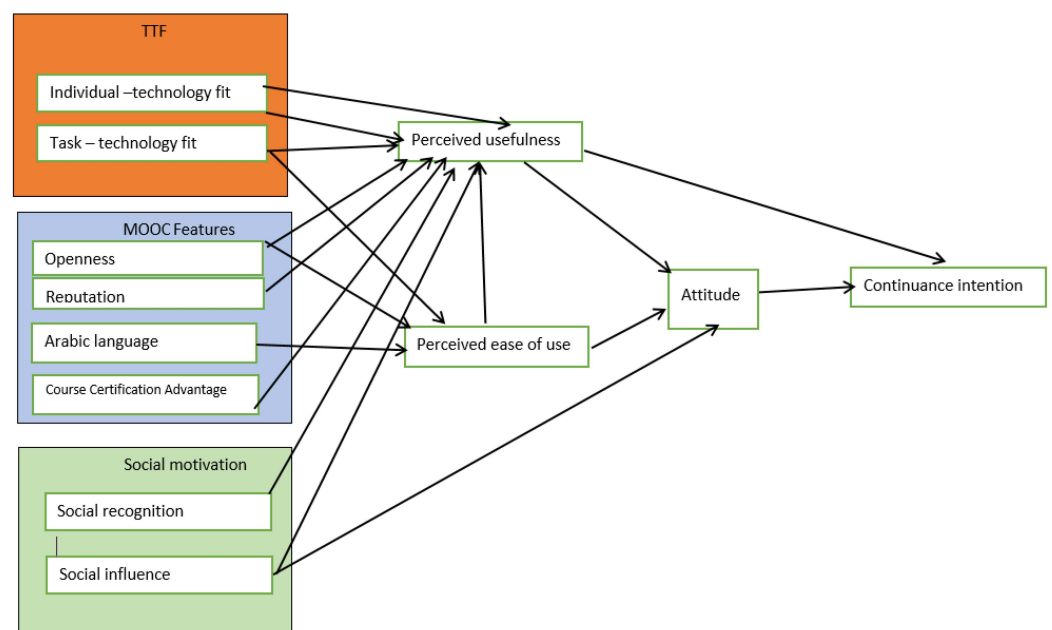 TTF
Individual –technology fit
Task – technology fit
MOOC Features
Openness
Reputation
Arabic language
Course Certification Advantage
Social motivation
Social recognition
Social influence
Perceived usefulness
Perceived ease of use
Attitude
Continuance intention